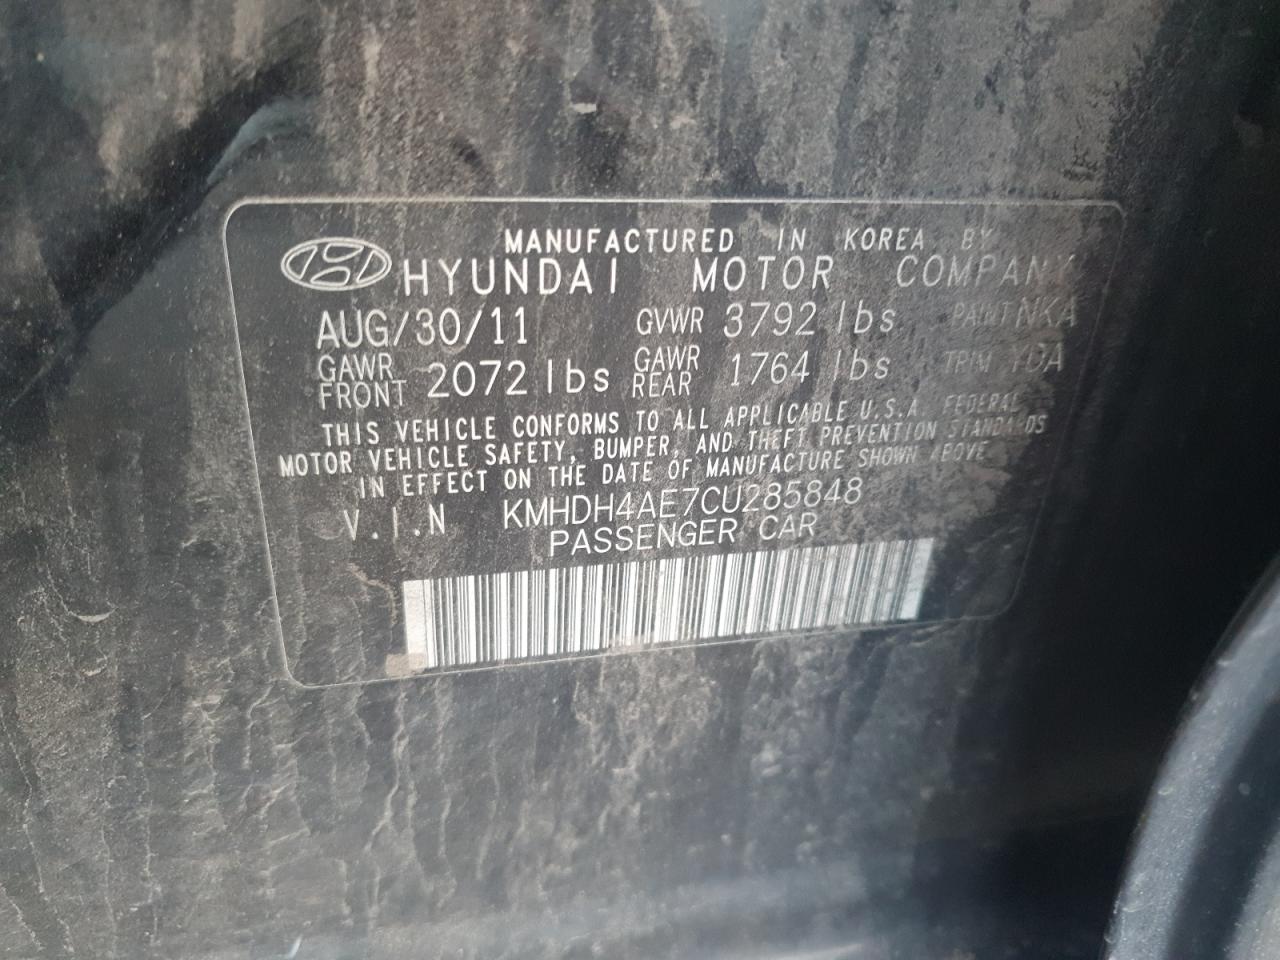 MANUFACTURED IN KOREA BY
HYUNDAI MOTOR COMPANY
AUG/30/11 GVWR 3792 lbs PAINT NKA
GAWR FRONT 2072 lbs GAWR REAR 1764 lbs TRIM YDA
THIS VEHICLE CONFORMS TO ALL APPLICABLE U.S.A. FEDERAL
MOTOR VEHICLE SAFETY, BUMPER, AND THEFT PREVENTION STANDARDS
IN EFFECT ON THE DATE OF MANUFACTURE SHOWN ABOVE
V.I.N KMHDH4AE7CU285848
PASSENGER CAR